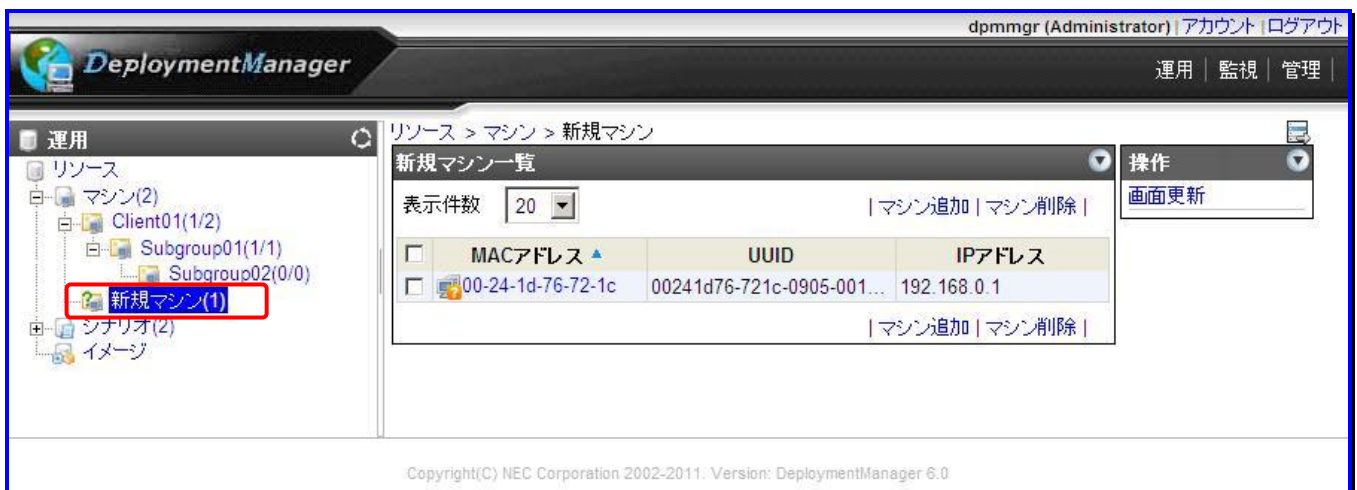 dpmmgr (Administrator) | アカウント | ログアウト
DeploymentManager
運用 | 監視 | 管理 |
運用
リソース
マシン(2)
Client01(1/2)
Subgroup01(1/1)
Subgroup02(0/0)
新規マシン(1)
シナリオ(2)
イメージ
リソース > マシン > 新規マシン
新規マシン一覧
表示件数 20 | マシン追加 | マシン削除 |
MACアドレス UUID IPアドレス
00-24-1d-76-72-1c 00241d76-721c-0905-001... 192.168.0.1
| マシン追加 | マシン削除 |
操作
画面更新
Copyright(C) NEC Corporation 2002-2011. Version: DeploymentManager 6.0